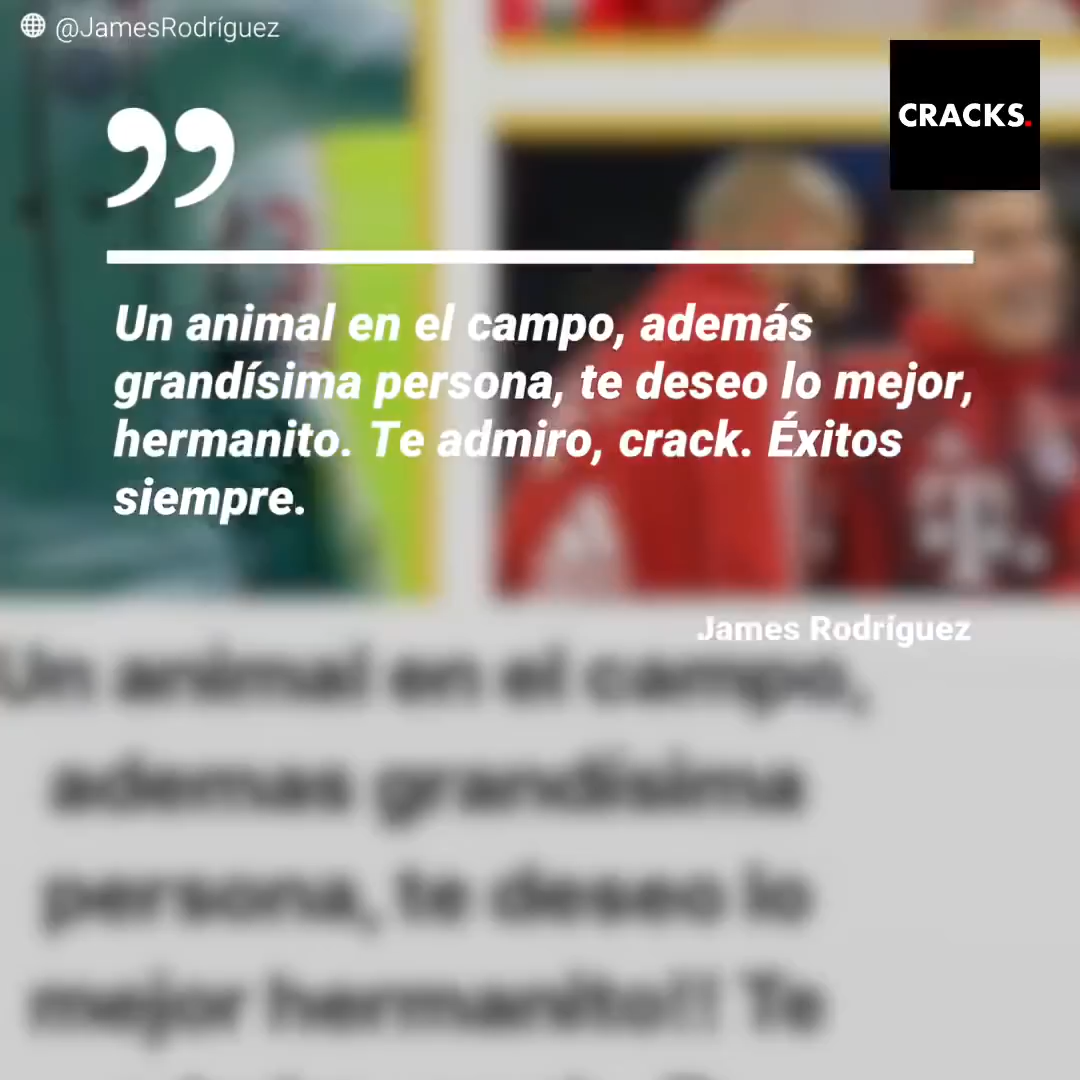 @JamesRodríguez
CRACKS.
”
Un animal en el campo, además
grandísima persona, te deseo lo mejor,
hermanito. Te admiro, crack. Éxitos
siempre.
James Rodríguez
Un animal en el campo,
ademas grandísima
persona, te deseo lo
mejor hermanito!! Te